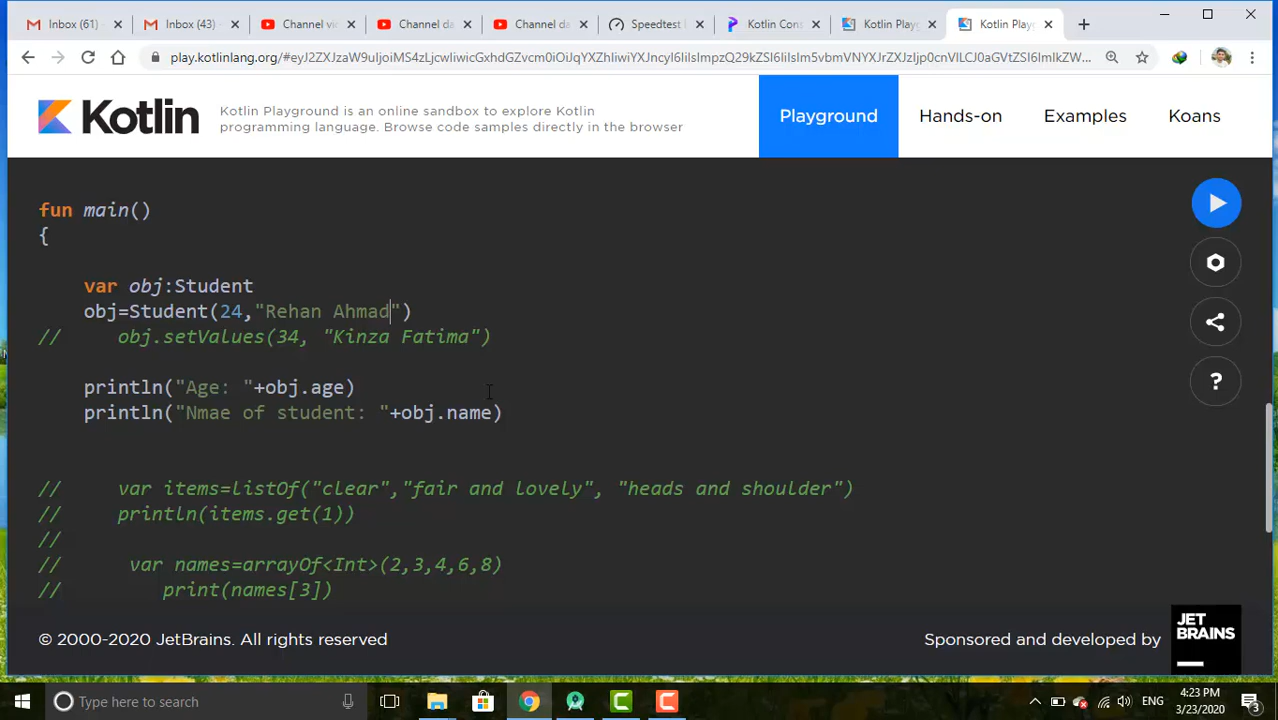 Inbox (61)
Inbox (43)
Channel vi
Channel da
Channel da
Speedtest
Kotlin Cons
Kotlin Play
Kotlin Play
Kotlin
Kotlin Playground is an online sandbox to explore Kotlin
programming language. Browse code samples directly in the browser
Playground
Hands-on
Examples
Koans
fun main()
{
var obj:Student
obj=Student(24,"Rehan Ahmad")
// obj.setValues(34, "Kinza Fatima")
println("Age: "+obj.age)
println("Nmae of student: "+obj.name)
// var items=listOf("clear","fair and lovely", "heads and shoulder")
// println(items.get(1))
//
// var names=arrayOf<Int>(2,3,4,6,8)
// print(names[3])
?
© 2000-2020 JetBrains. All rights reserved
Sponsored and developed by
JET
BRAINS
Type here to search
ENG
4:23 PM
3/23/2020
3